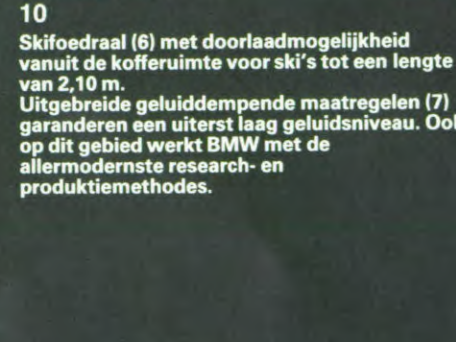 10
Skifoedraal (6) met doorlaadmogelijkheid
vanuit de kofferuimte voor ski's tot een lengte
van 2,10 m.
Uitgebreide geluiddempende maatregelen (7)
garanderen een uiterst laag geluidsniveau. Ool
op dit gebied werkt BMW met de
allermodernste research- en
produktiemethodes.